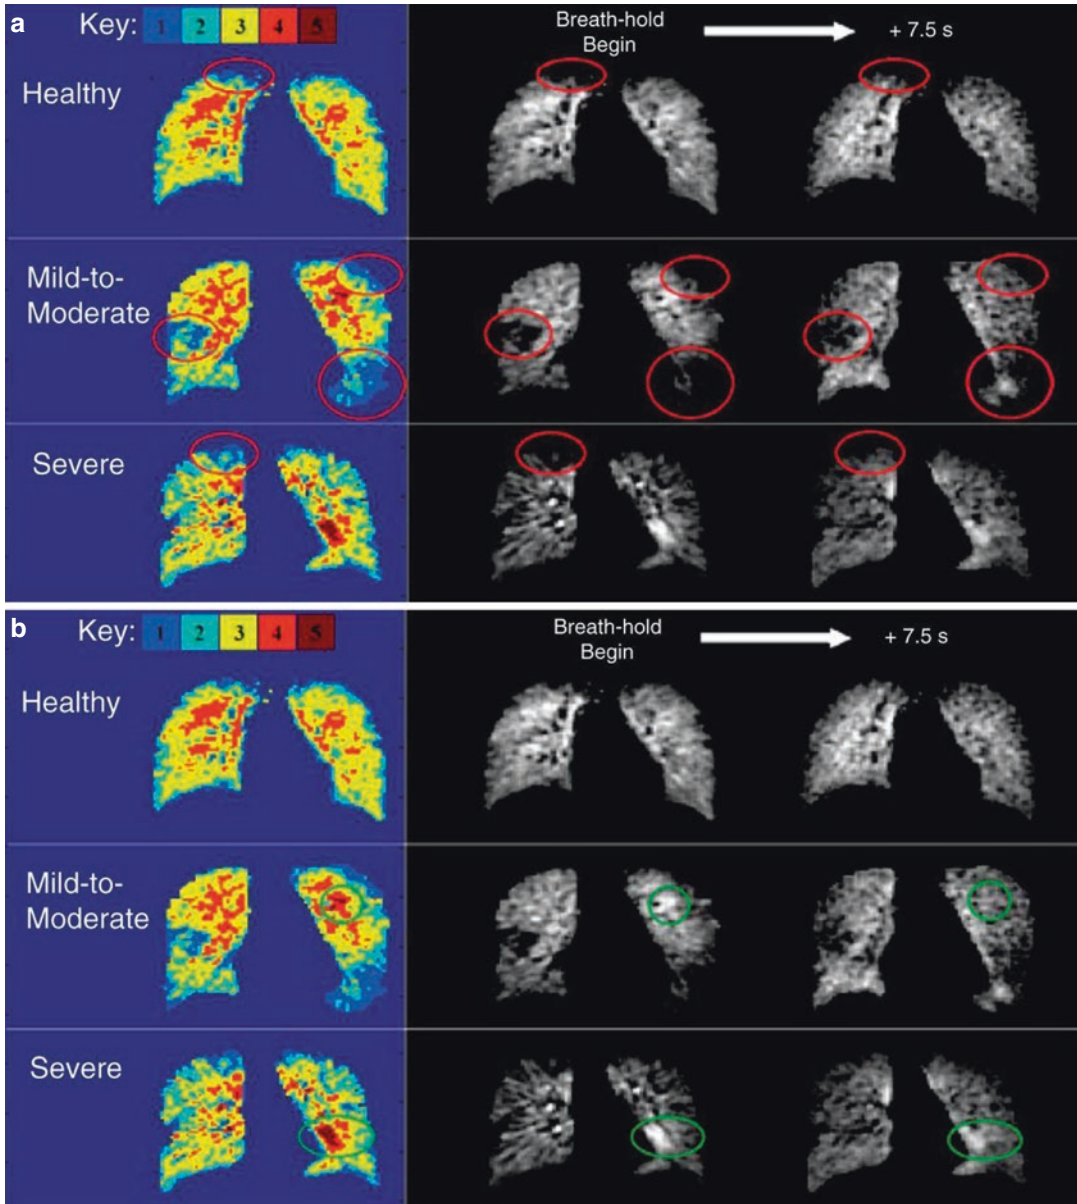 a
Key: 1 2 3 4 5
Breath-hold
Begin
+ 7.5 s
Healthy
Mild-to-
Moderate
Severe
b
Key: 1 2 3 4 5
Breath-hold
Begin
+ 7.5 s
Healthy
Mild-to-
Moderate
Severe